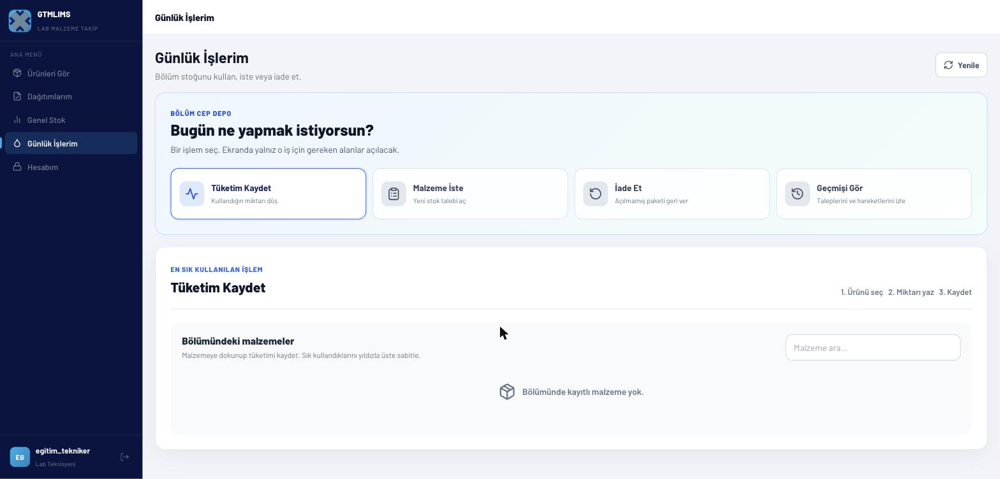 GTMLIMS
LAB MALZEME TAKİP
ANA MENÜ
Ürünleri Gör
Dağıtımlarım
Genel Stok
Günlük İşlerim
Hesabım
EG
egitim_tekniker
Lab Teknisyeni
Günlük İşlerim
Günlük İşlerim
Bölüm stoğunu kullan, iste veya iade et.
Yenile
BÖLÜM CEP DEPO
Bugün ne yapmak istiyorsun?
Bir işlem seç. Ekranda yalnız o iş için gereken alanlar açılacak.
Tüketim Kaydet
Kullandığın miktarı düş
Malzeme İste
Yeni stok talebi aç
İade Et
Açılmamış paketi geri ver
Geçmişi Gör
Taleplerini ve hareketlerini izle
EN SIK KULLANILAN İŞLEM
Tüketim Kaydet
1. Ürünü seç 2. Miktarı yaz 3. Kaydet
Bölümündeki malzemeler
Malzemeye dokunup tüketimi kaydet. Sık kullandıklarını yıldızla üste sabitle.
Malzeme ara...
Bölümünde kayıtlı malzeme yok.